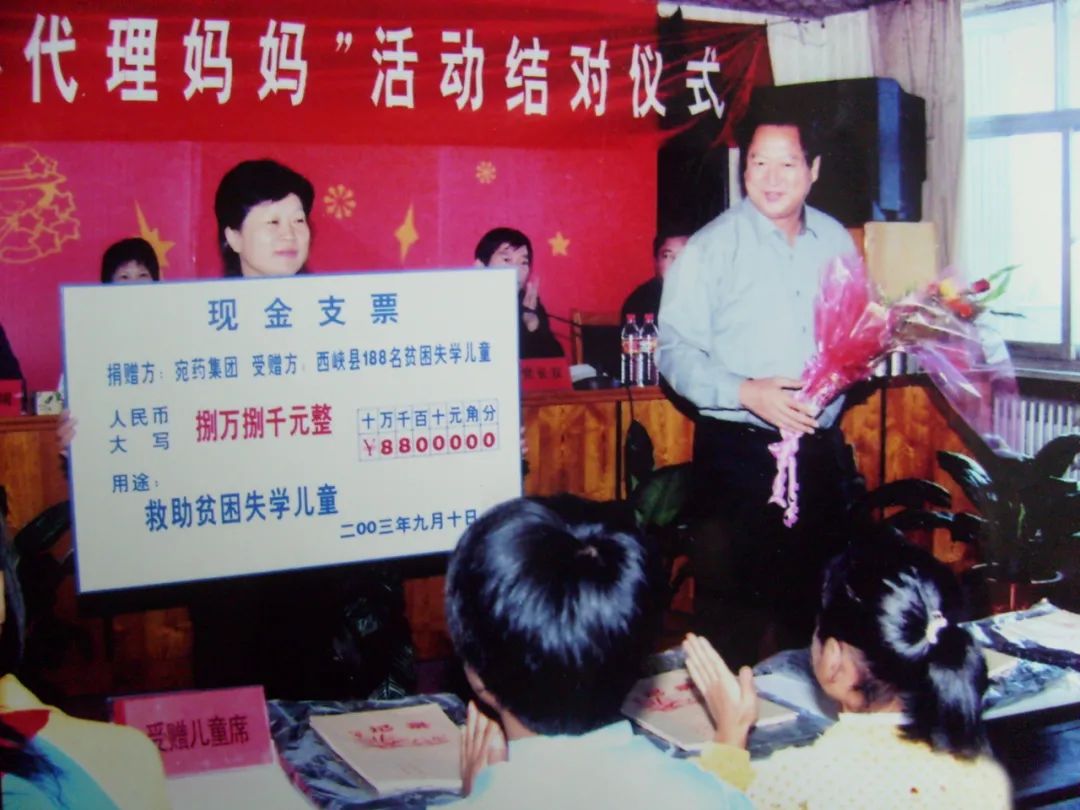 代理妈妈”活动结对仪式
现金支票
捐赠方：宛药集团 受赠方：西峡县188名贫困失学儿童
人民币
大写
捌万捌千元整
十万千百十元角分
¥8800000
用途：
救助贫困失学儿童
二00三年九月十日
受赠儿童席